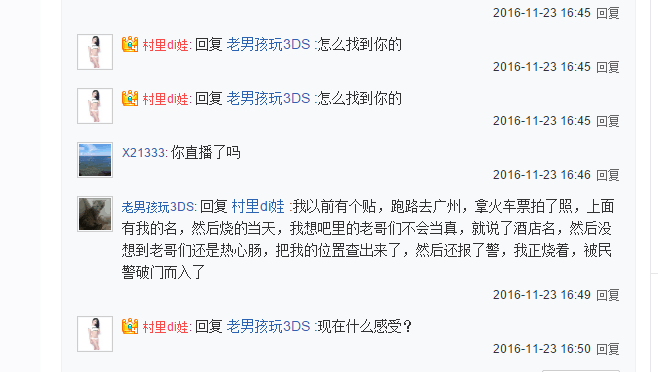 2016-11-23 16:45 回复
村里di娃: 回复 老男孩玩3DS :怎么找到你的
2016-11-23 16:45 回复
村里di娃: 回复 老男孩玩3DS :怎么找到你的
2016-11-23 16:45 回复
X21333: 你直播了吗
2016-11-23 16:46 回复
老男孩玩3DS: 回复 村里di娃 :我以前有个贴，跑路去广州，拿火车票拍了照，上面
有我的名，然后烧的当天，我想吧里的老哥们不会当真，就说了酒店名，然后没
想到老哥们还是热心肠，把我的位置查出来了，然后还报了警，我正烧着，被民
警破门而入了
2016-11-23 16:49 回复
村里di娃: 回复 老男孩玩3DS :现在什么感受？
2016-11-23 16:50 回复